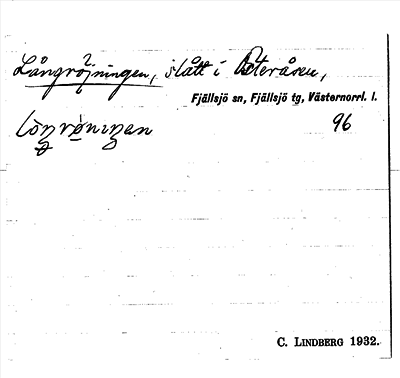 Långröjningen, slått i Österåsen,
Fjällsjö sn, Fjällsjö tg, Västernorrl. l.
96
C. LINDBERG 1932.